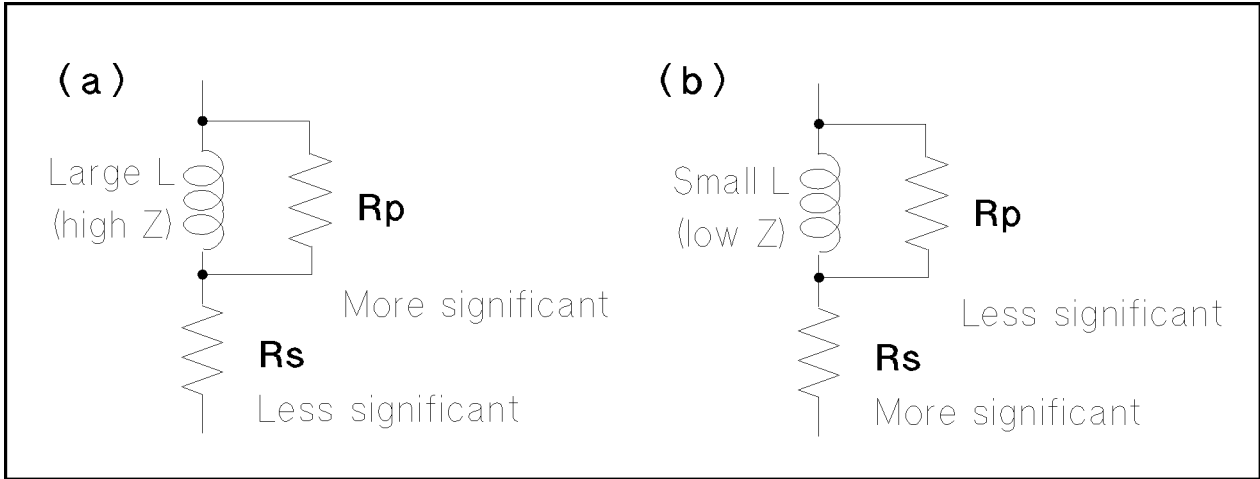 (a)
Large L
(high Z)
Rp
More significant
Rs
Less significant
(b)
Small L
(low Z)
Rp
Less significant
Rs
More significant